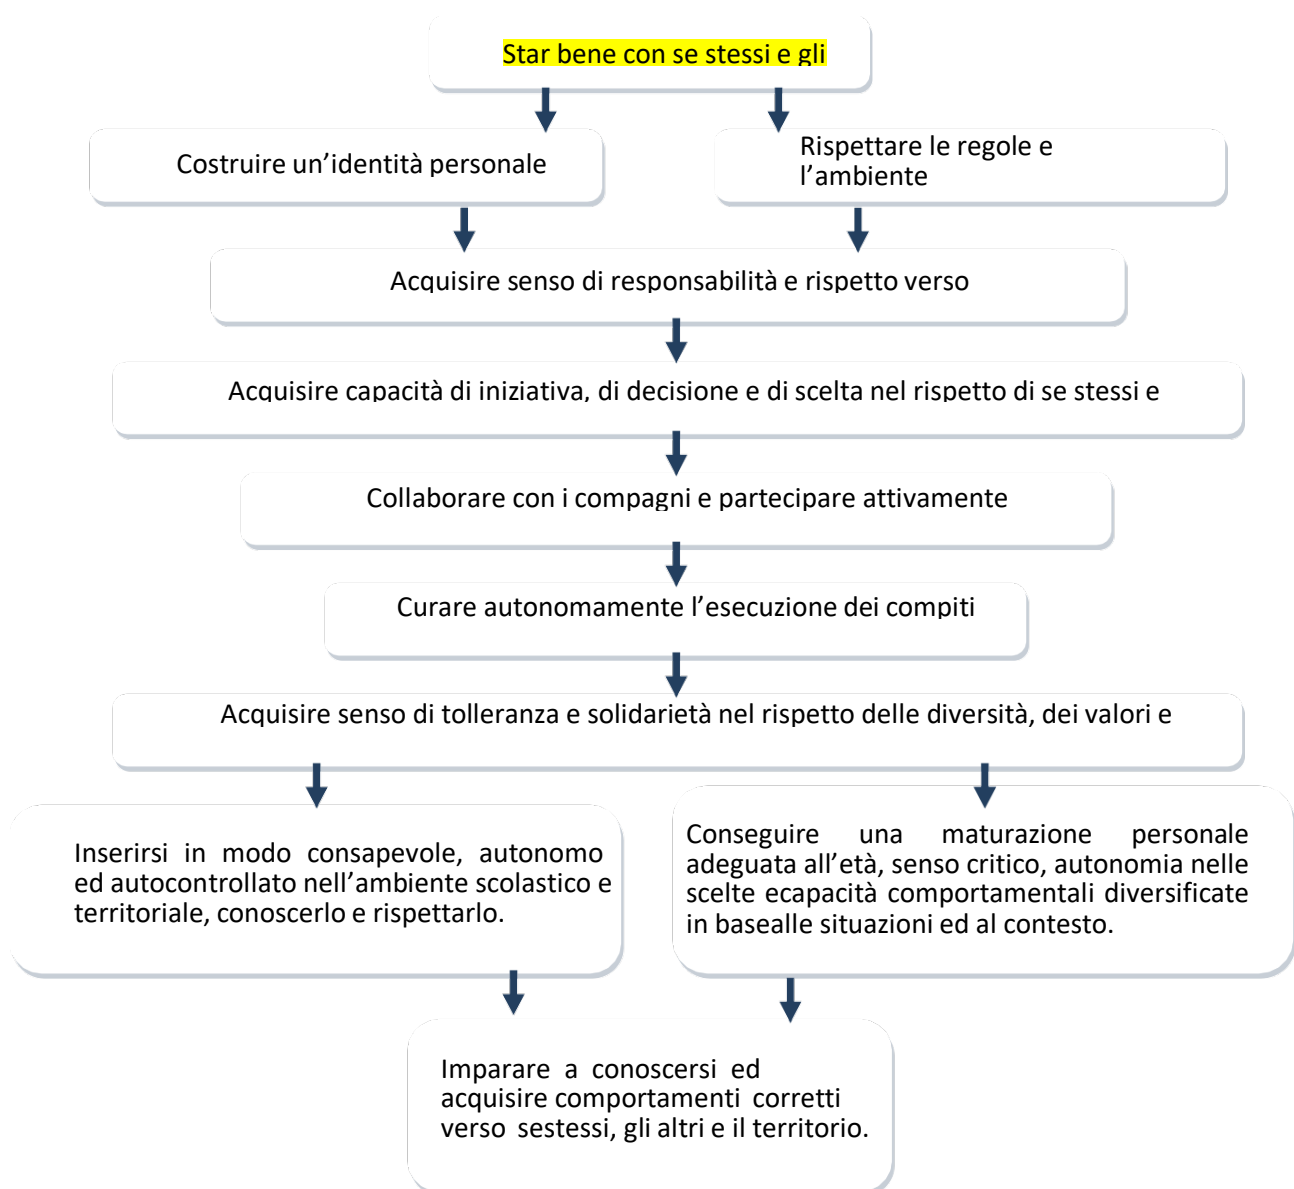 Star bene con se stessi e gli
Costruire un’identità personale
Rispettare le regole e
l’ambiente
Acquisire senso di responsabilità e rispetto verso
Acquisire capacità di iniziativa, di decisione e di scelta nel rispetto di se stessi e
Collaborare con i compagni e partecipare attivamente
Curare autonomamente l’esecuzione dei compiti
Acquisire senso di tolleranza e solidarietà nel rispetto delle diversità, dei valori e
Inserirsi in modo consapevole, autonomo
ed autocontrollato nell’ambiente scolastico e
territoriale, conoscerlo e rispettarlo.
Conseguire una maturazione personale
adeguata all’età, senso critico, autonomia nelle
scelte ecapacità comportamentali diversificate
in basealle situazioni ed al contesto.
Imparare a conoscersi ed
acquisire comportamenti corretti
verso sestessi, gli altri e il territorio.